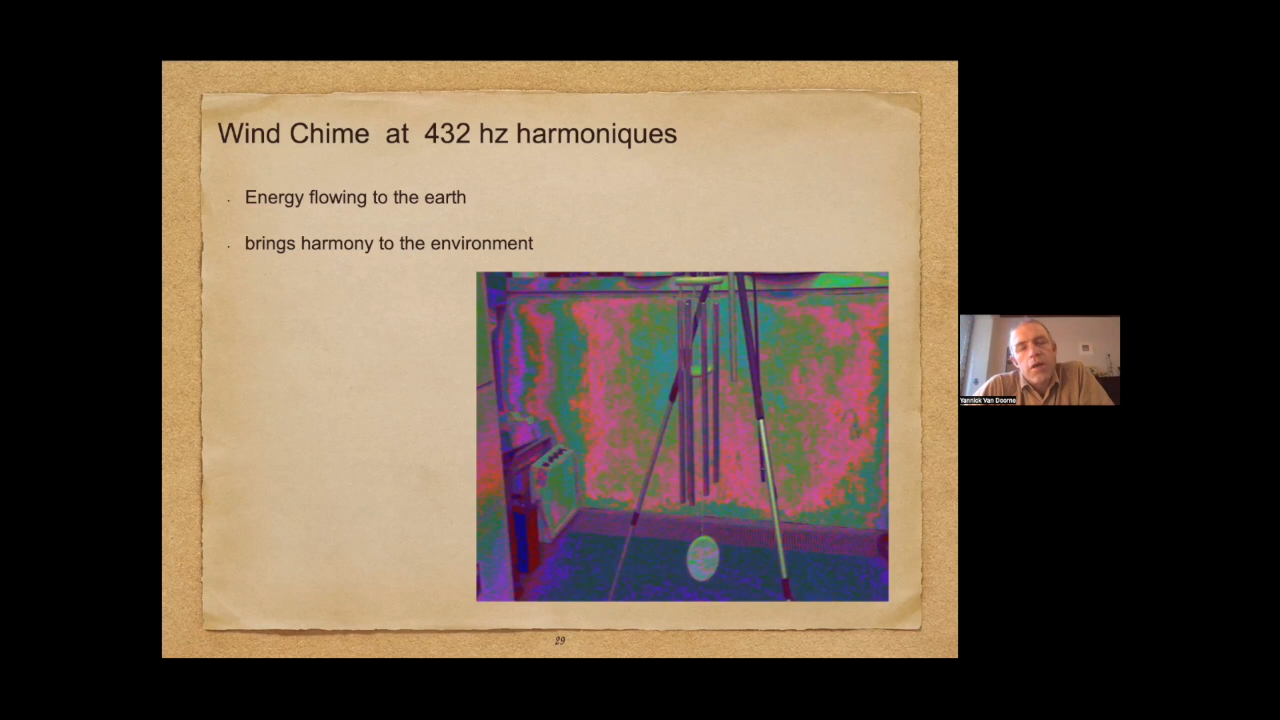 Wind Chime at 432 hz harmoniques
Energy flowing to the earth
brings harmony to the environment
29
Yannick Van Doorne